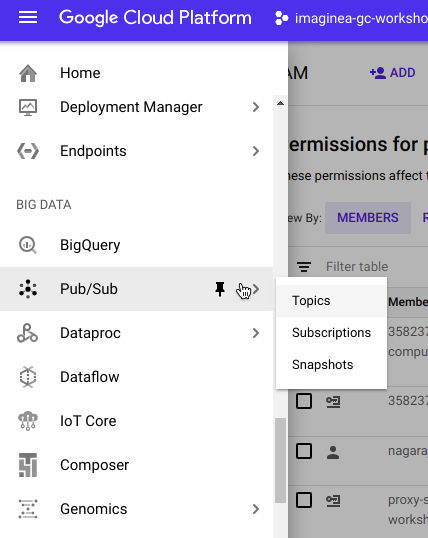 Google Cloud Platform
imaginea-gc-worksho
Home
Deployment Manager
Endpoints
BIG DATA
BigQuery
Pub/Sub
Dataproc
Dataflow
IoT Core
Composer
Genomics
Topics
Subscriptions
Snapshots
AM
ADD
ermissions for p
ese permissions affect t
ew By:
MEMBERS
Filter table
Membe
358237
compu
358237
nagara
proxy-s
worksh